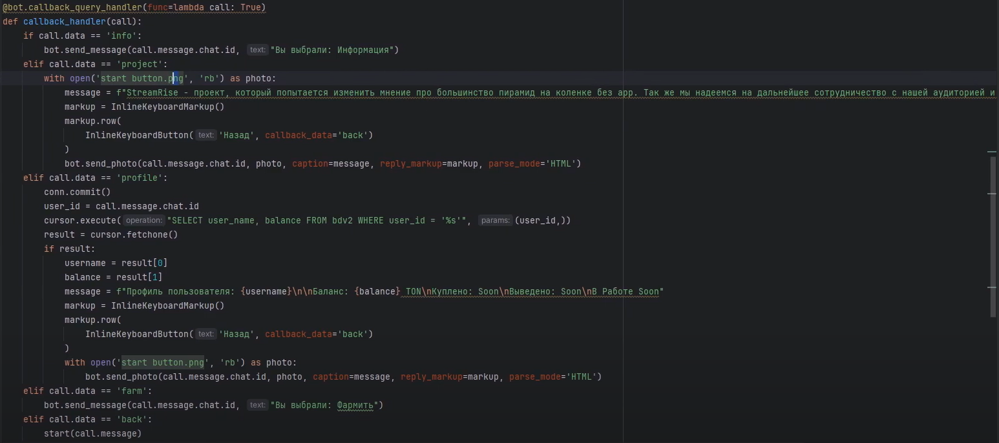 @bot.callback_query_handler(func=lambda call: True)
def callback_handler(call):
    if call.data == 'info':
        bot.send_message(call.message.chat.id, text: "Вы выбрали: Информация")
    elif call.data == 'project':
        with open('start button.png', 'rb') as photo:
            message = f"StreamRise - проект, который попытается изменить мнение про большинство пирамид на коленке без app. Так же мы надеемся на дальнейшее сотрудничество с нашей аудиторией и
            markup = InlineKeyboardMarkup()
            markup.row(
                InlineKeyboardButton( text: 'Назад', callback_data='back')
            )
            bot.send_photo(call.message.chat.id, photo, caption=message, reply_markup=markup, parse_mode='HTML')
    elif call.data == 'profile':
        conn.commit()
        user_id = call.message.chat.id
        cursor.execute( operation: "SELECT user_name, balance FROM bdv2 WHERE user_id = '%s'", params: (user_id,))
        result = cursor.fetchone()
        if result:
            username = result[0]
            balance = result[1]
            message = f"Профиль пользователя: {username}\n\nБаланс: {balance} TON\nКуплено: Soon\nВыведено: Soon\nВ Работе Soon"
            markup = InlineKeyboardMarkup()
            markup.row(
                InlineKeyboardButton( text: 'Назад', callback_data='back')
            )
            with open('start button.png', 'rb') as photo:
                bot.send_photo(call.message.chat.id, photo, caption=message, reply_markup=markup, parse_mode='HTML')
    elif call.data == 'farm':
        bot.send_message(call.message.chat.id, text: "Вы выбрали: Фармить")
    elif call.data == 'back':
        start(call.message)